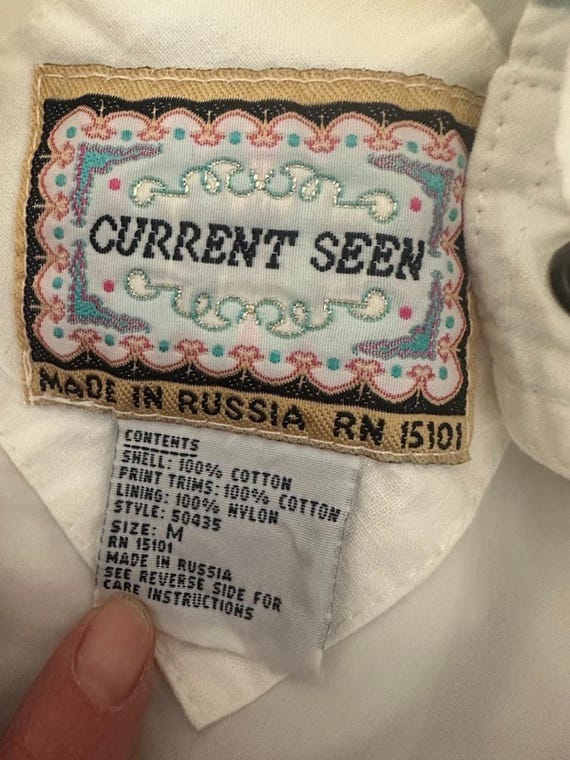 CURRENT SEEN
MADE IN RUSSIA RN 15101
CONTENTS
SHELL: 100% COTTON
PRINT TRIMS: 100% COTTON
LINING: 100% NYLON
STYLE: 50435
SIZE: M
RN 15101
MADE IN RUSSIA
SEE REVERSE SIDE FOR
CARE INSTRUCTIONS